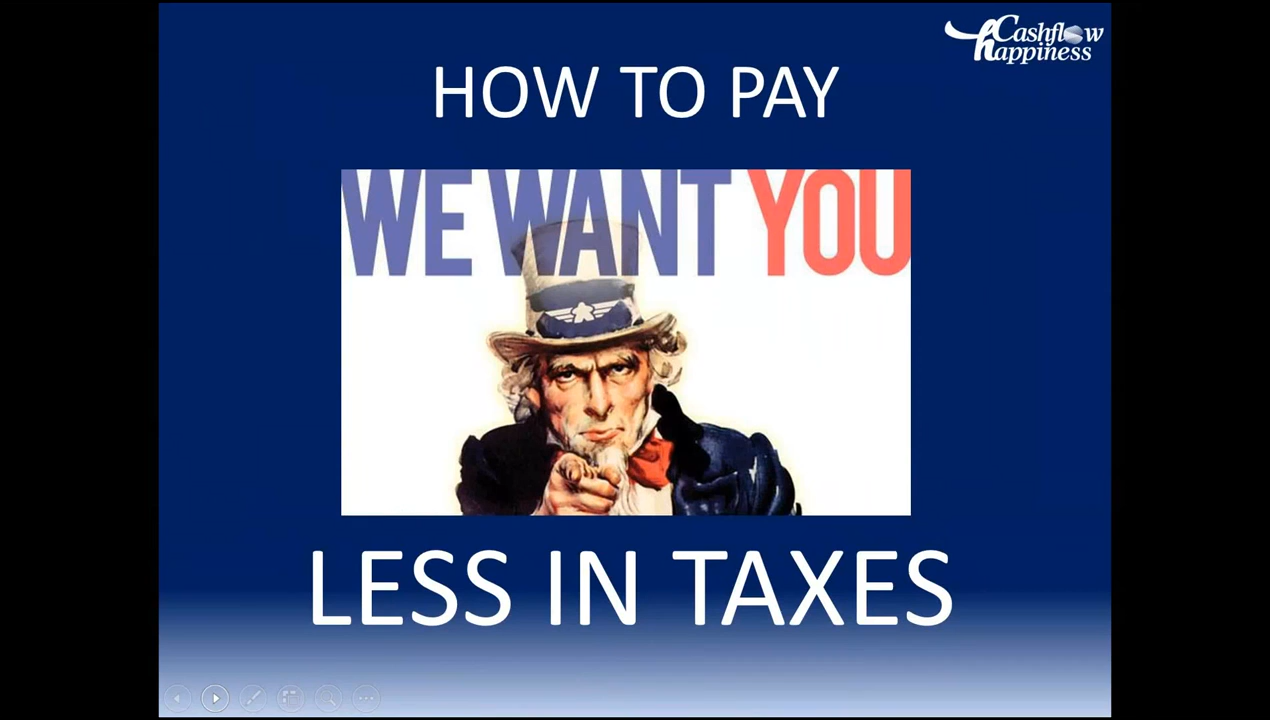 Cashflow
happiness
HOW TO PAY
WE WANT YOU
LESS IN TAXES